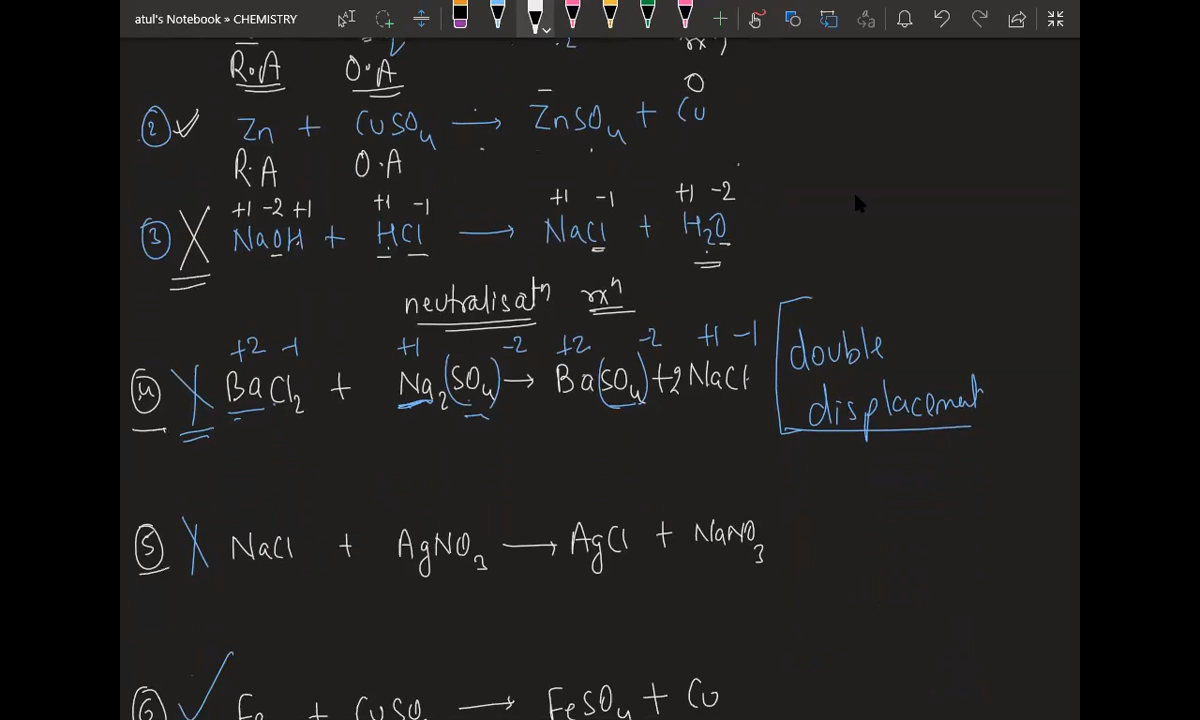 atul's Notebook » CHEMISTRY
R.A O.A
O
② Zn + CuSO4 → ZnSO4 + Cu
R.A O.A
+1 -2 +1 +1 -1 +1 -1 +1 -2
③ NaOH + HCl → NaCl + H2O
neutralisatn rxn
+2 -1 +1 -2 +2 -2 +1 -1
④ BaCl2 + Na2(SO4) → Ba(SO4) + 2NaCl
double
displacement
⑤ NaCl + AgNO3 → AgCl + NaNO3
⑥ Fe + CuSO4 → FeSO4 + Cu